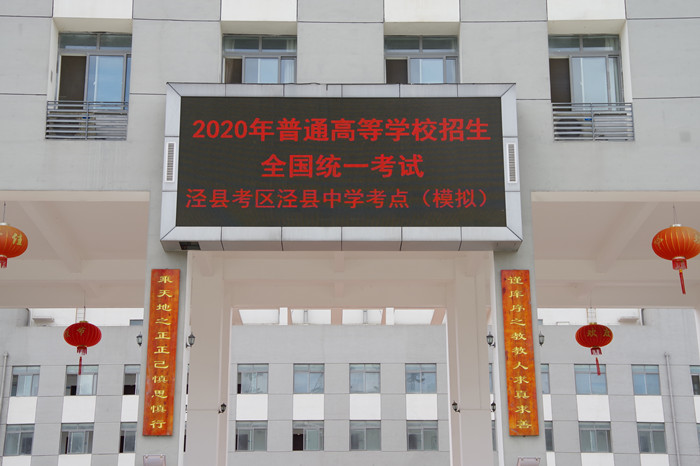 2020年普通高等学校招生
全国统一考试
泾县考区泾县中学考点（模拟）
谨庠序之教教人求真求善
秉天地之正正己慎思慎行